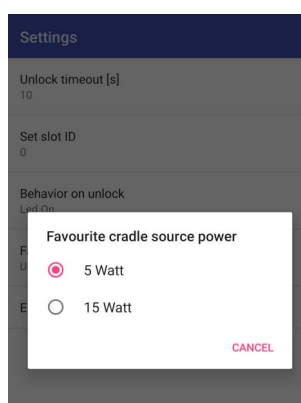 Settings
Unlock timeout [s]
10
Set slot ID
0
Behavior on unlock
Led On
Favourite cradle source power
5 Watt
15 Watt
CANCEL